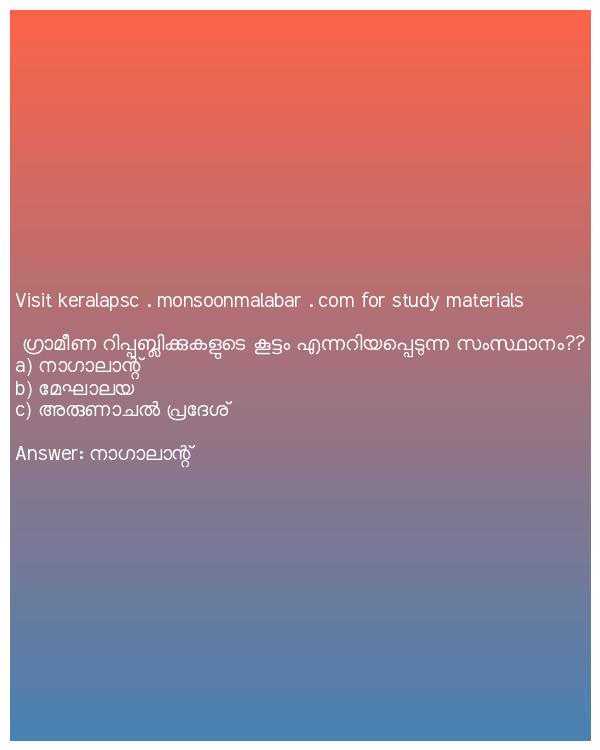 Visit keralapsc . monsoonmalabar . com for study materials
ഗ്രാമീണ റിപ്പബ്ലിക്കുകളുടെ കൂട്ടം എന്നറിയപ്പെടുന്ന സംസ്ഥാനം??
a) നാഗാലാന്റ്
b) മേഘാലയ
c) അരുണാചൽ പ്രദേശ്
Answer: നാഗാലാന്റ്